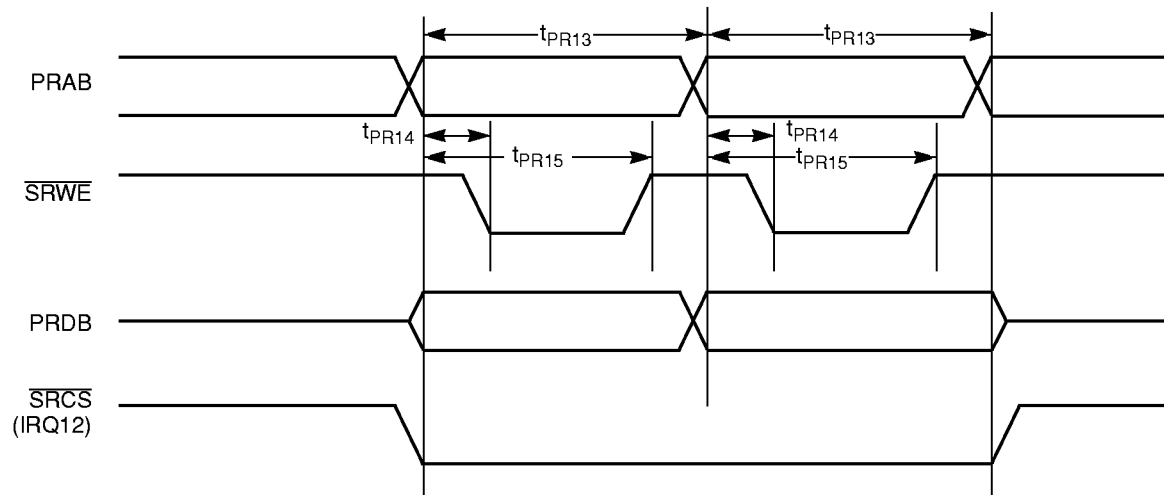 tPR13 tPR13
PRAB
tPR14 tPR14
tPR15 tPR15
SRWE
PRDB
SRCS
(IRQ12)